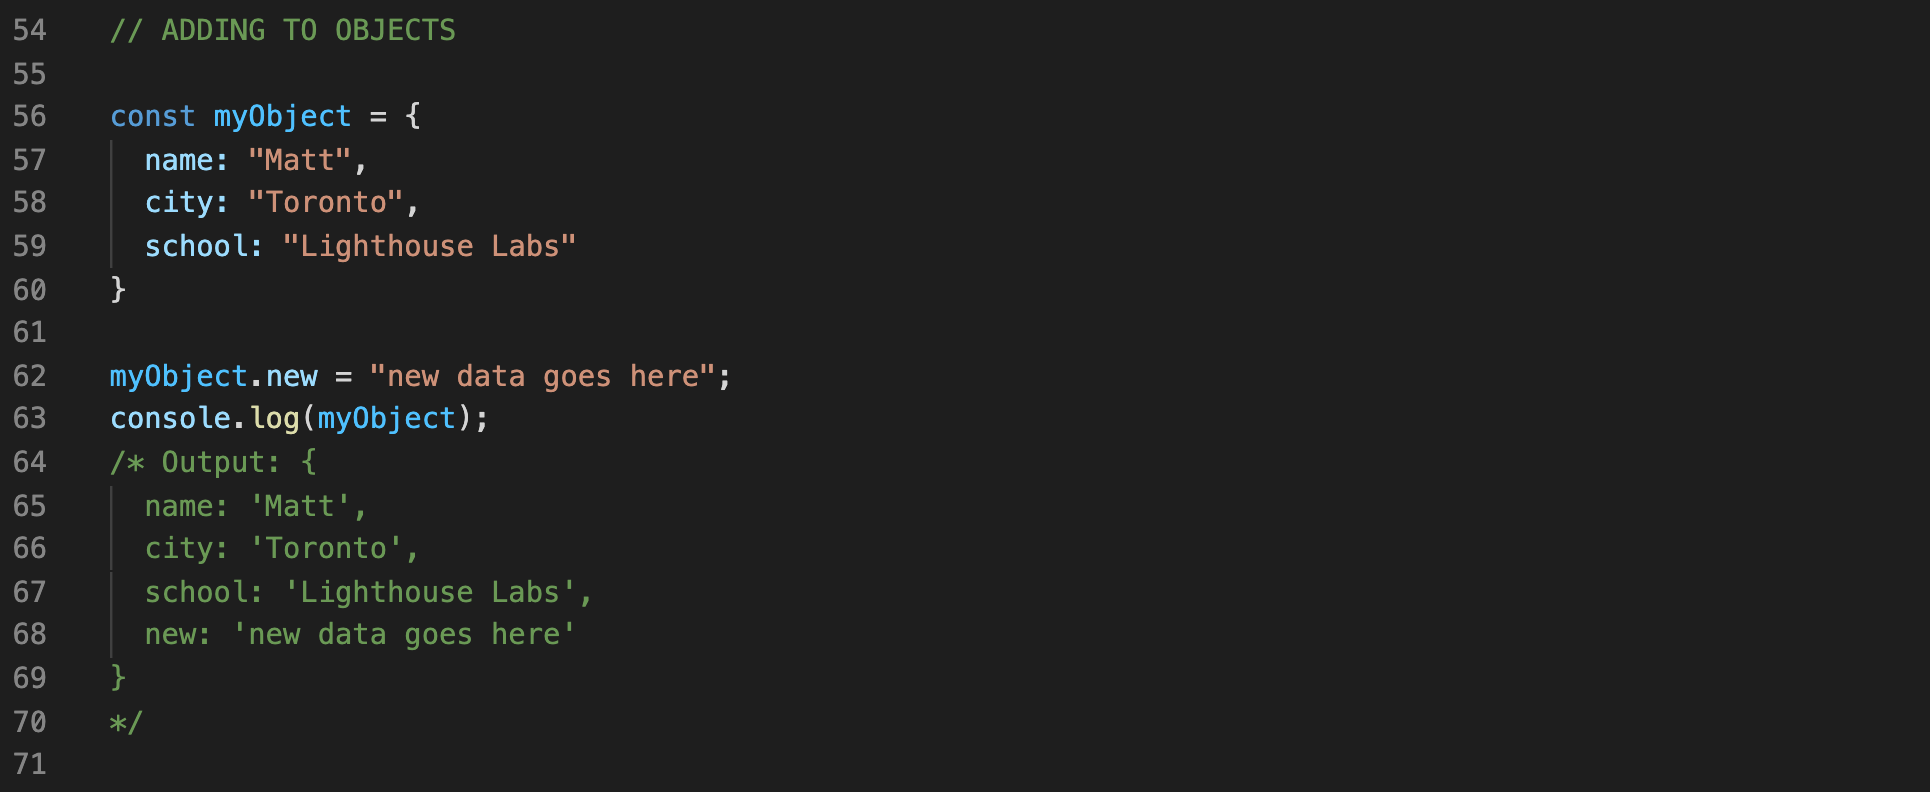 54 // ADDING TO OBJECTS
55
56 const myObject = {
57   name: "Matt",
58   city: "Toronto",
59   school: "Lighthouse Labs"
60 }
61
62 myObject.new = "new data goes here";
63 console.log(myObject);
64 /* Output: {
65   name: 'Matt',
66   city: 'Toronto',
67   school: 'Lighthouse Labs',
68   new: 'new data goes here'
69 }
70 */
71